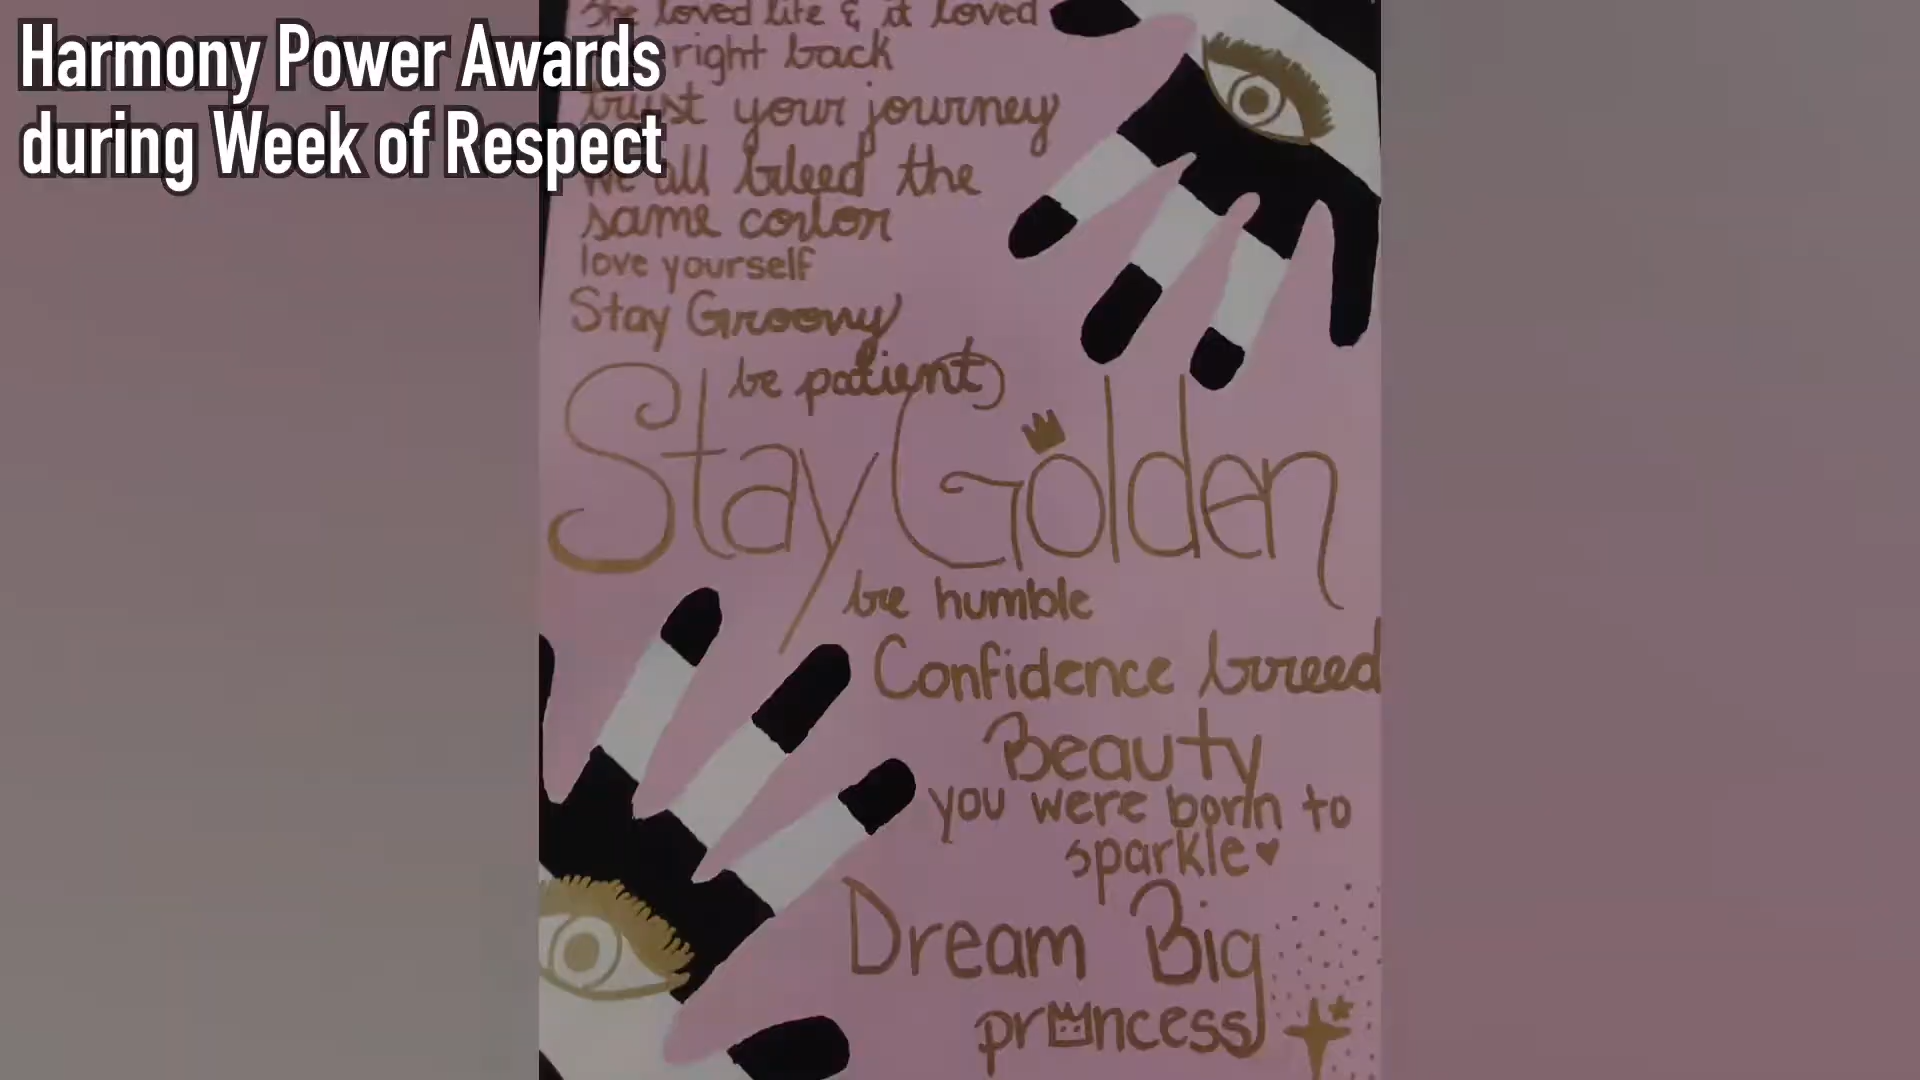 Harmony Power Awards
during Week of Respect
She loved life & it loved
right back
trust your journey
we all bleed the
same corlor
love yourself
Stay Groovy
be patient
Stay Golden
be humble
Confidence breed
Beauty
you were born to
sparkle
Dream Big
princess